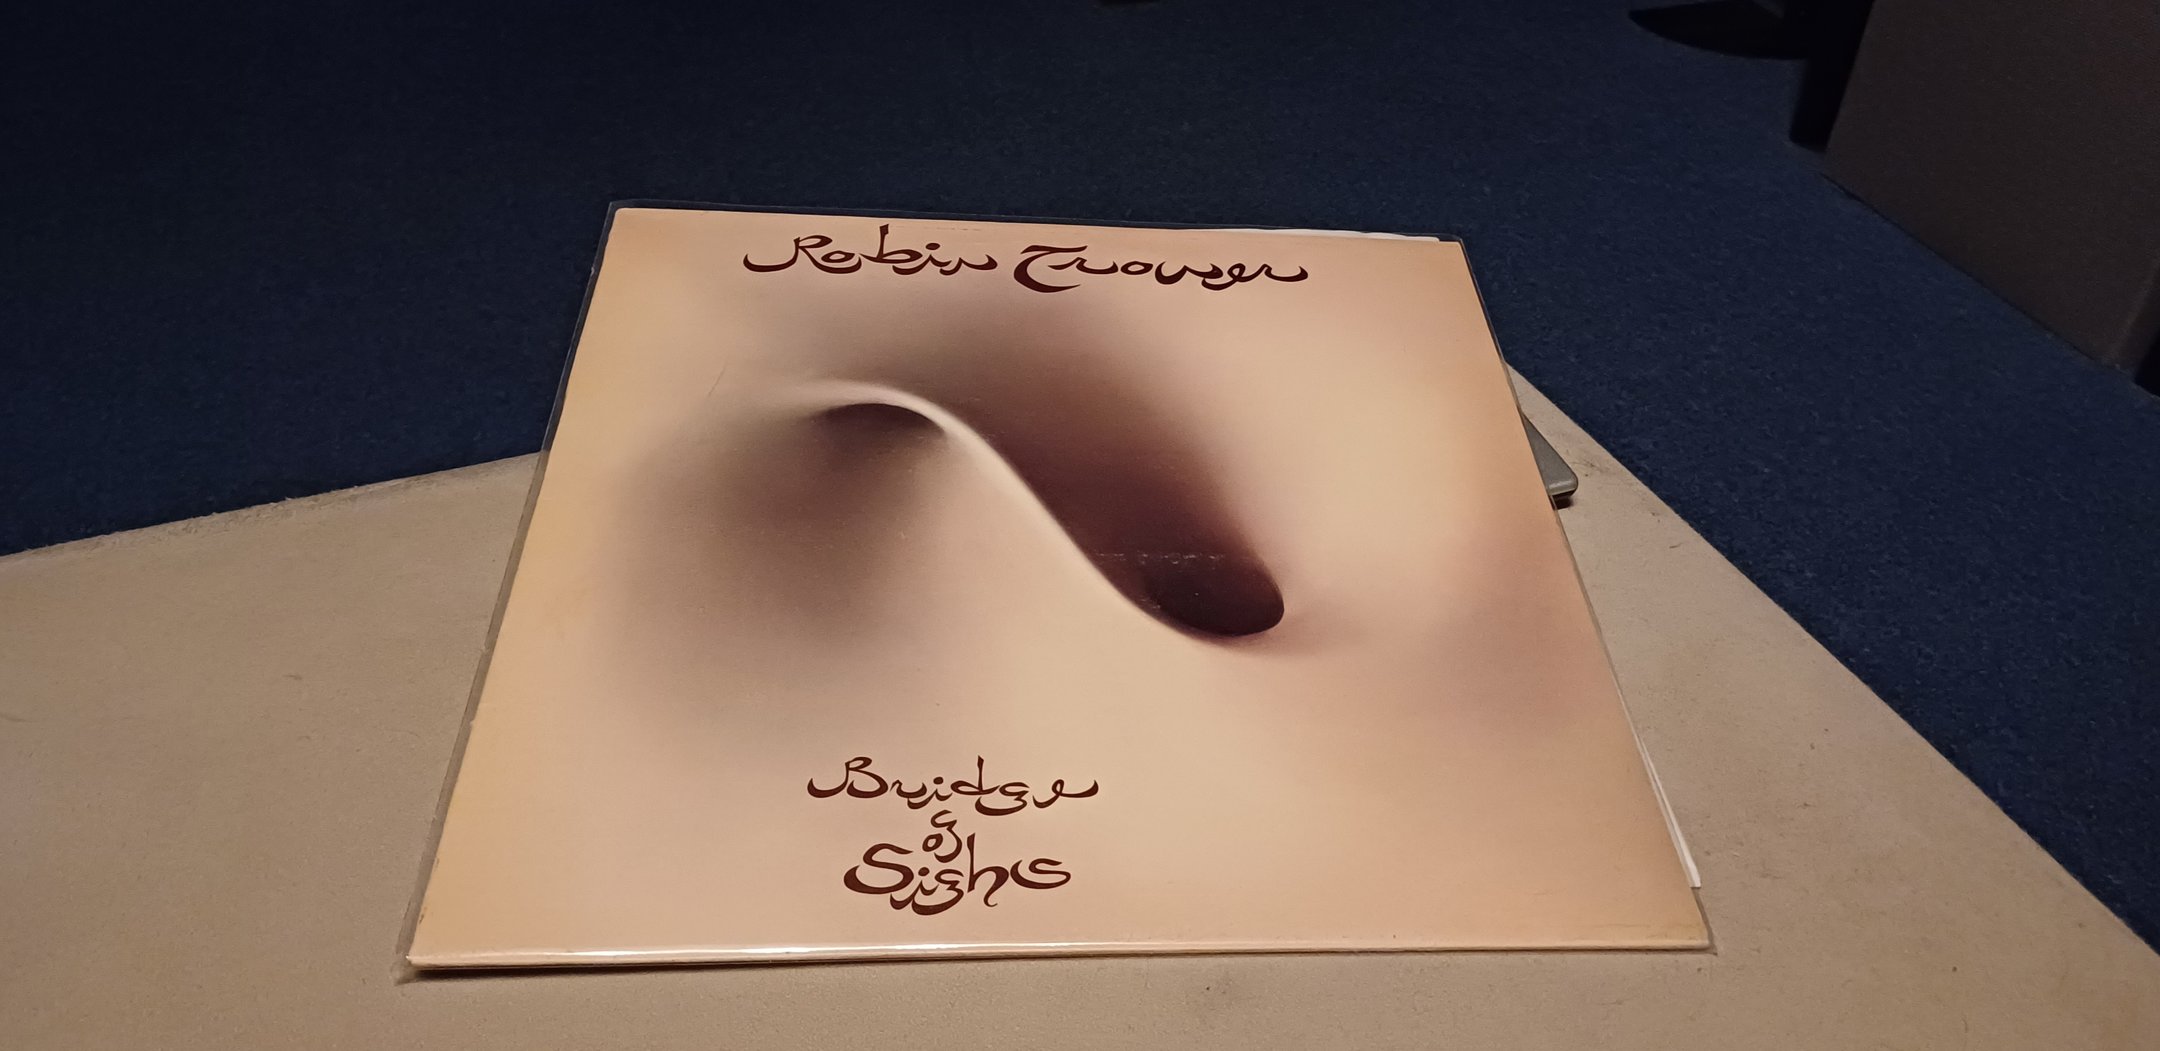 Robin Trower
Bridge
of
Sighs